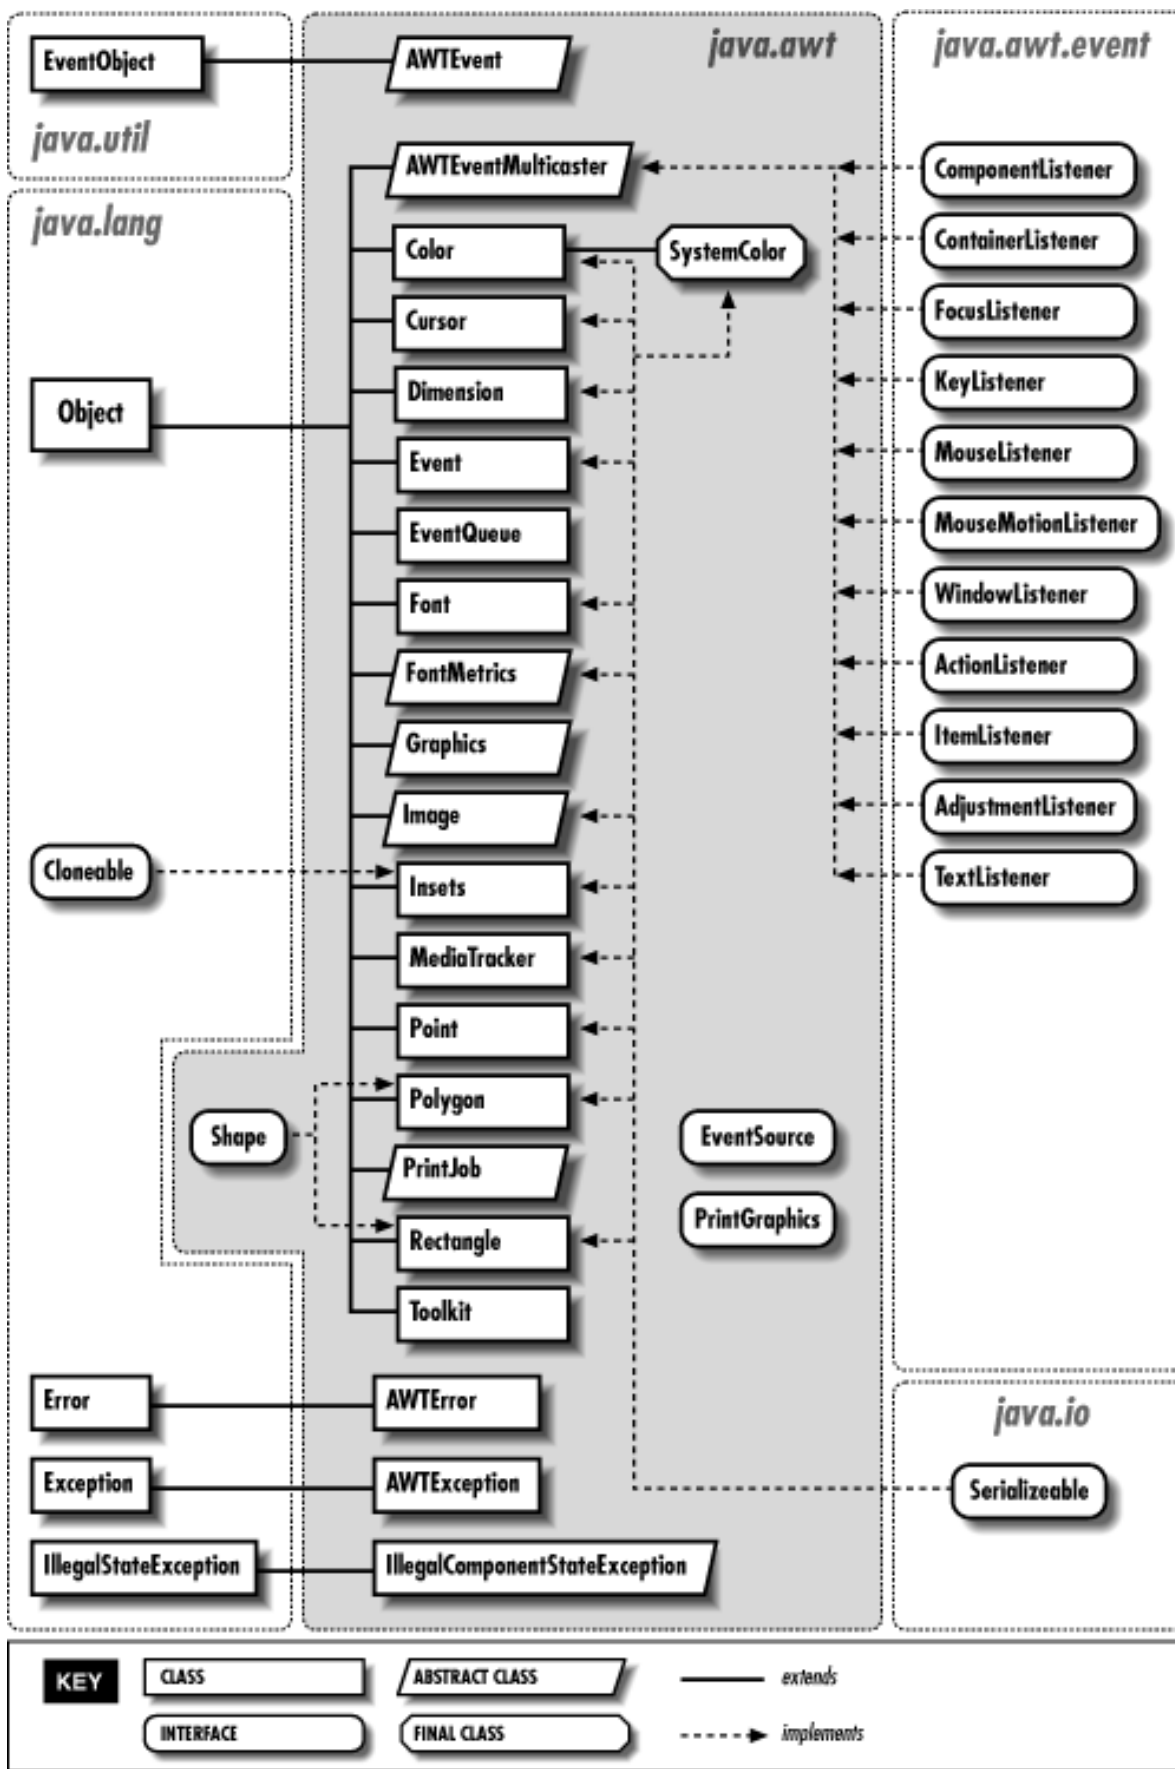 EventObject
java.util
AWTEvent
java.awt
java.awt.event
java.lang
AWTEventMulticaster
ComponentListener
Color
SystemColor
ContainerListener
Cursor
FocusListener
Object
Dimension
KeyListener
Event
MouseListener
EventQueue
MouseMotionListener
Font
WindowListener
FontMetrics
ActionListener
Graphics
ItemListener
Image
AdjustmentListener
Cloneable
Insets
TextListener
MediaTracker
Point
Shape
Polygon
EventSource
PrintJob
PrintGraphics
Rectangle
Toolkit
Error
AWTError
java.io
Exception
AWTException
Serializeable
IllegalStateException
IllegalComponentStateException
KEY
CLASS
ABSTRACT CLASS
extends
INTERFACE
FINAL CLASS
implements